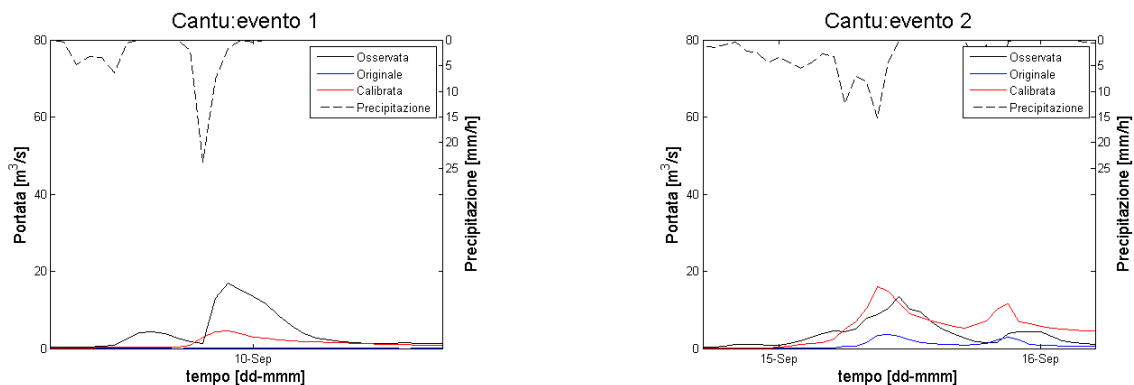 Cantu:evento 1
80
60
40
20
0
Portata [m³/s]
0
5
10
15
20
25
Precipitazione [mm/h]
Osservata
Originale
Calibrata
Precipitazione
10-Sep
tempo [dd-mmm]
Cantu:evento 2
80
60
40
20
0
Portata [m³/s]
0
5
10
15
20
25
Precipitazione [mm/h]
Osservata
Originale
Calibrata
Precipitazione
15-Sep
16-Sep
tempo [dd-mmm]